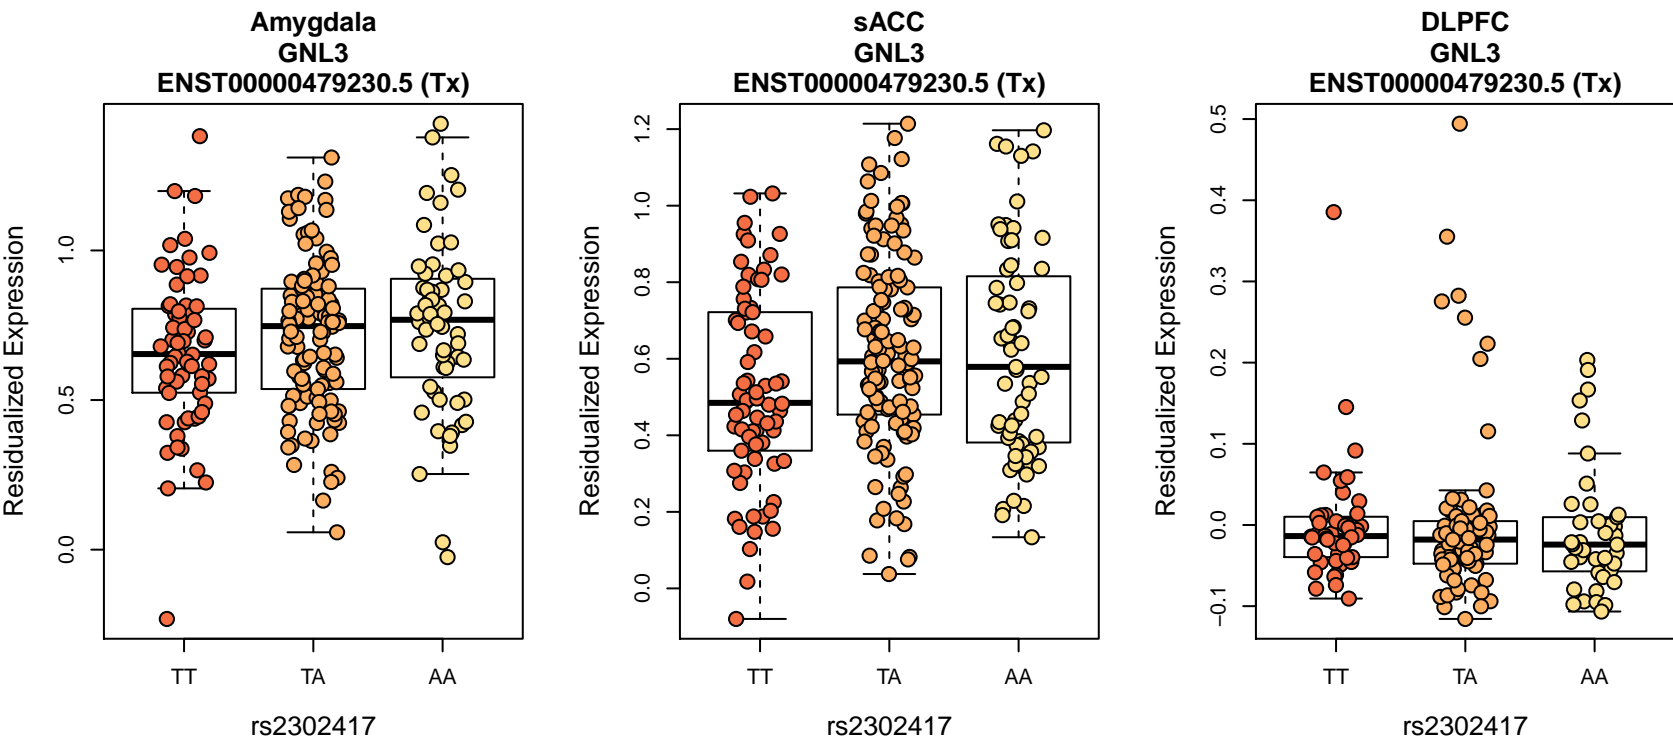 Amygdala
GNL3
ENST00000479230.5 (Tx)
Residualized Expression
1.0
0.5
0.0
TT TA AA
rs2302417
sACC
GNL3
ENST00000479230.5 (Tx)
Residualized Expression
1.2
1.0
0.8
0.6
0.4
0.2
0.0
TT TA AA
rs2302417
DLPFC
GNL3
ENST00000479230.5 (Tx)
Residualized Expression
0.5
0.4
0.3
0.2
0.1
0.0
−0.1
TT TA AA
rs2302417